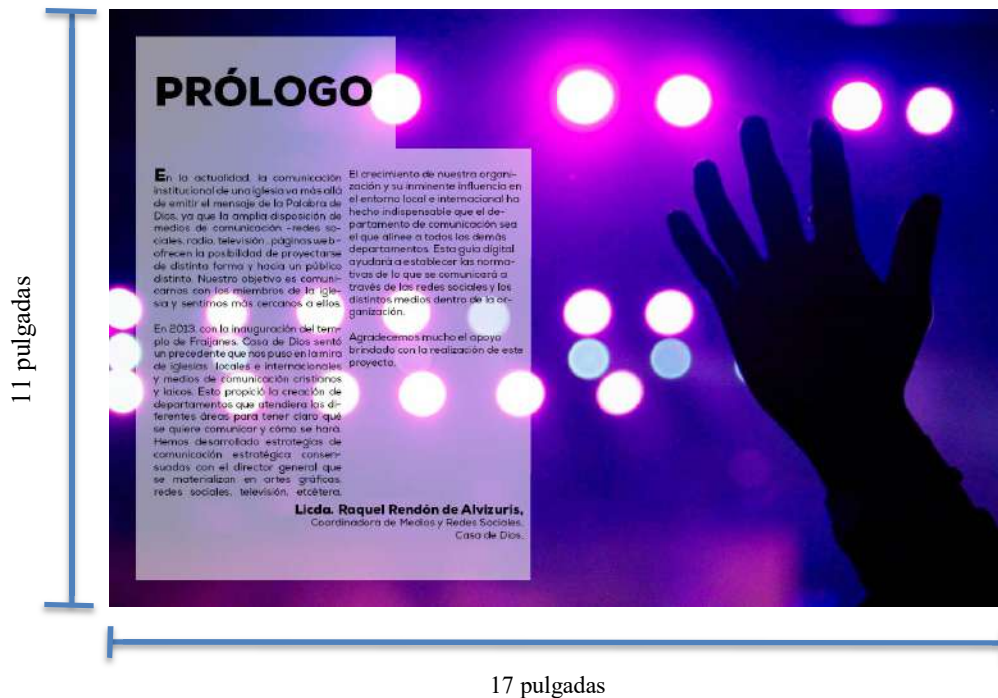 11 pulgadas
PRÓLOGO
En la actualidad, la comunicación
institucional de una iglesia va más allá
de emitir el mensaje de la Palabra de
Dios, ya que la amplia disposición de
medios de comunicación -redes so-
ciales, radio, televisión , páginas web-
ofrecen la posibilidad de proyectarse
de distinta forma y hacia un público
distinto. Nuestro objetivo es comuni-
carnos con los miembros de la igle-
sia y sentirnos más cercanos a ellos.
En 2013, con la inauguración del tem-
plo de Fraijanes, Casa de Dios sentó
un precedente que nos puso en la mira
de iglesias locales e internacionales
y medios de comunicación cristianos
y laicos. Esto propició la creación de
departamentos que atendiera las di-
ferentes áreas para tener claro qué
se quiere comunicar y cómo se hará.
Hemos desarrollado estrategias de
comunicación estratégica consen-
suadas con el director general que
se materializan en artes gráficas,
redes sociales, televisión, etcétera.
El crecimiento de nuestra organi-
zación y su inminente influencia en
el entorno local e internacional ha
hecho indispensable que el de-
partamento de comunicación sea
el que alinee a todos los demás
departamentos. Esta guía digital
ayudará a establecer las norma-
tivas de lo que se comunicará a
través de las redes sociales y los
distintos medios dentro de la or-
ganización.
Agradecemos mucho el apoyo
brindado con la realización de este
proyecto.
Licda. Raquel Rendón de Alvizuris,
Coordinadora de Medios y Redes Sociales,
Casa de Dios.
17 pulgadas